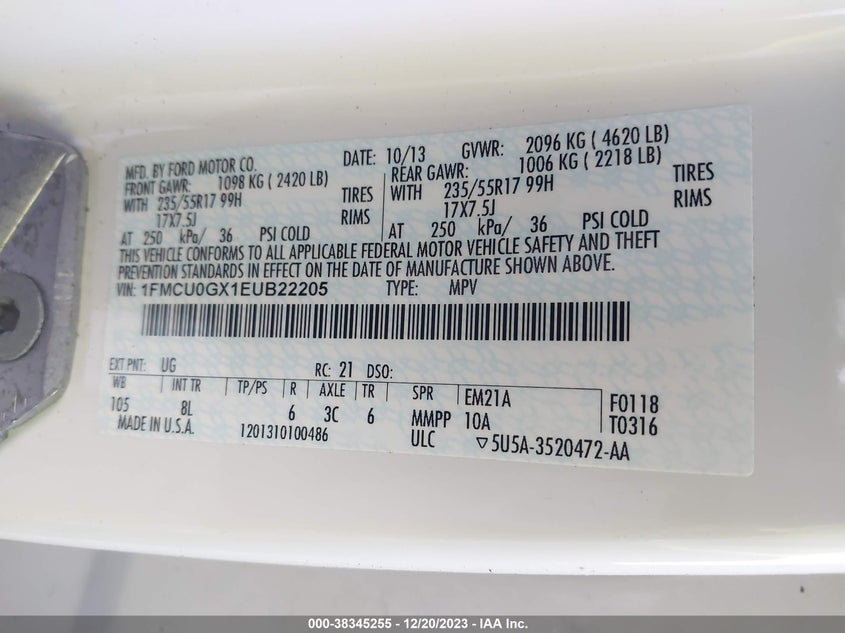 MFD. BY FORD MOTOR CO. DATE: 10/13 GVWR: 2096 KG ( 4620 LB)
FRONT GAWR: 1098 KG ( 2420 LB) REAR GAWR: 1006 KG ( 2218 LB)
WITH 235/55R17 99H TIRES WITH 235/55R17 99H TIRES
17X7.5J RIMS 17X7.5J RIMS
AT 250 kPa/ 36 PSI COLD AT 250 kPa/ 36 PSI COLD
THIS VEHICLE CONFORMS TO ALL APPLICABLE FEDERAL MOTOR VEHICLE SAFETY AND THEFT
PREVENTION STANDARDS IN EFFECT ON THE DATE OF MANUFACTURE SHOWN ABOVE.
VIN: 1FMCU0GX1EUB22205 TYPE: MPV
EXT PNT: UG RC: 21 DSO:
WB INT TR TP/PS R AXLE TR SPR EM21A F0118
105 8L 6 3C 6 MMPP 10A T0316
MADE IN U.S.A. 1201310100486 ULC ▽5U5A-3520472-AA
000-38345255 - 12/20/2023 - IAA Inc.